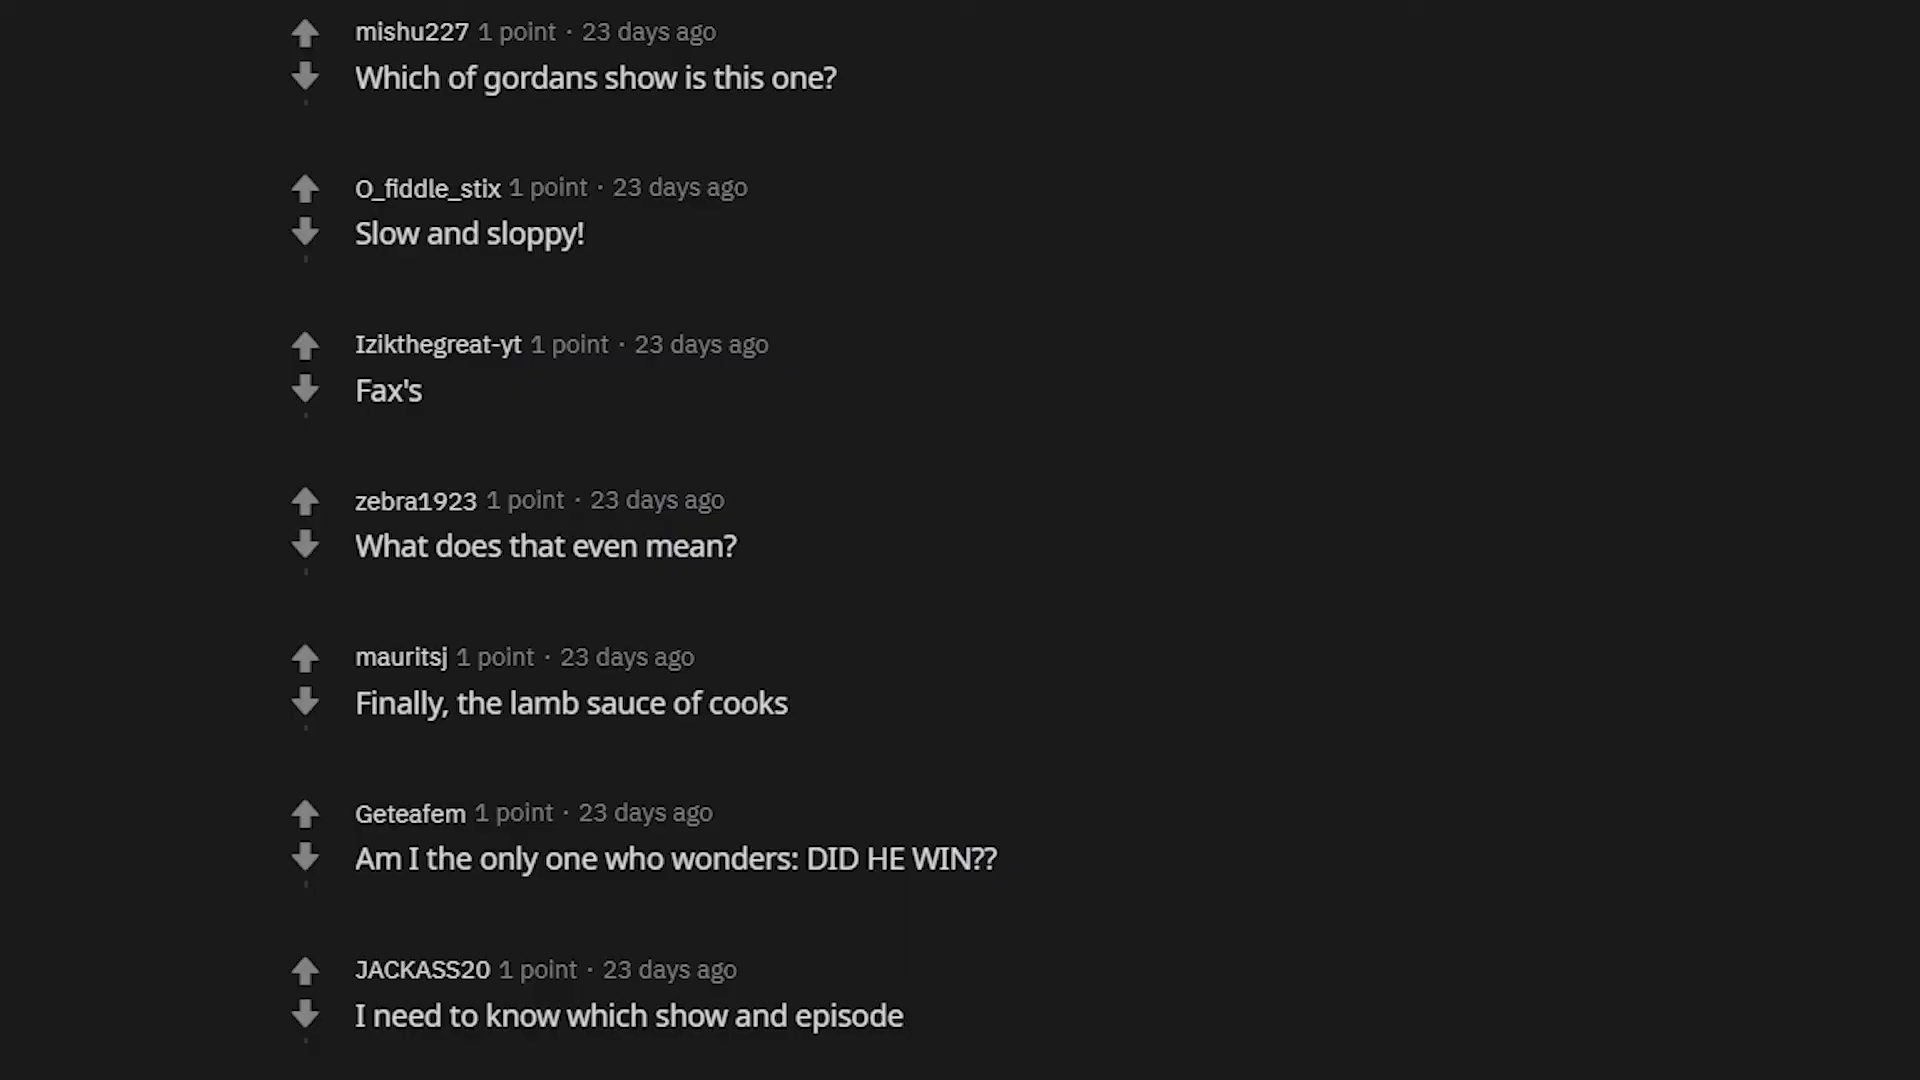 mishu227 1 point · 23 days ago
Which of gordans show is this one?
O_fiddle_stix 1 point · 23 days ago
Slow and sloppy!
Izikthegreat-yt 1 point · 23 days ago
Fax's
zebra1923 1 point · 23 days ago
What does that even mean?
mauritsj 1 point · 23 days ago
Finally, the lamb sauce of cooks
Geteafem 1 point · 23 days ago
Am I the only one who wonders: DID HE WIN??
JACKASS20 1 point · 23 days ago
I need to know which show and episode